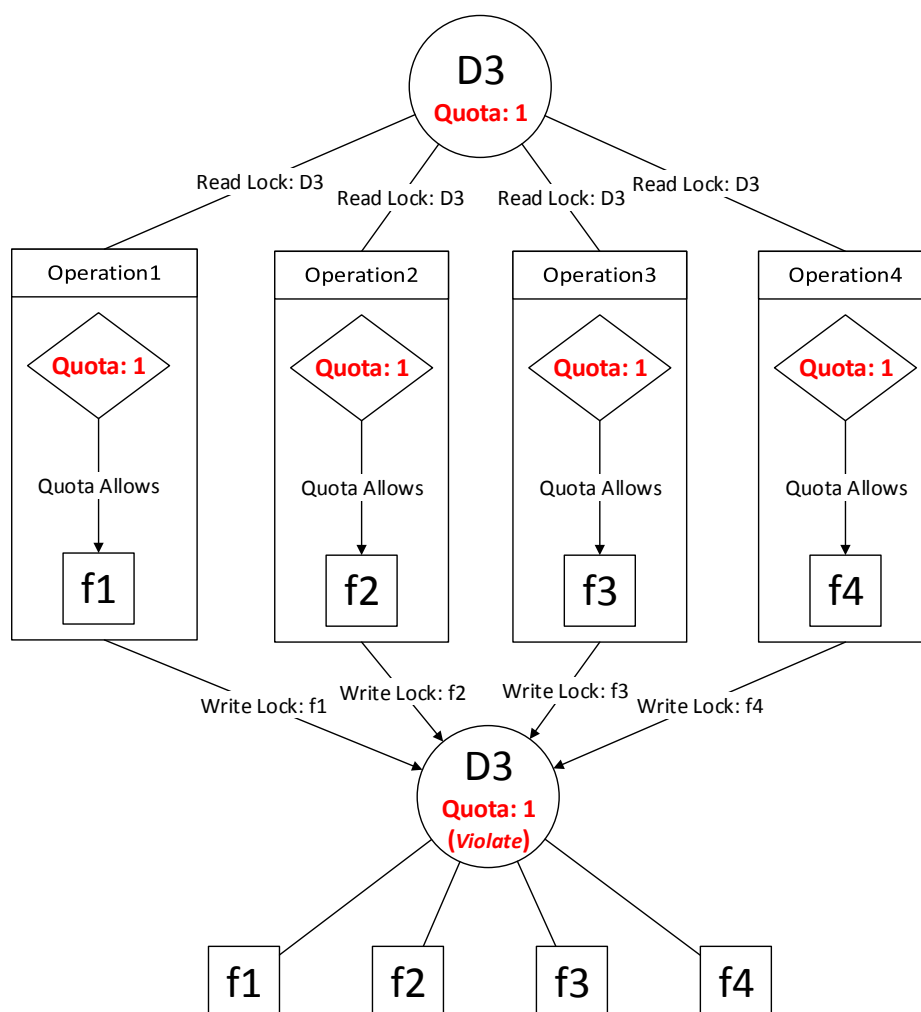 D3
Quota: 1
Read Lock: D3
Read Lock: D3
Read Lock: D3
Read Lock: D3
Operation1
Operation2
Operation3
Operation4
Quota: 1
Quota: 1
Quota: 1
Quota: 1
Quota Allows
Quota Allows
Quota Allows
Quota Allows
f1
f2
f3
f4
Write Lock: f1
Write Lock: f2
Write Lock: f3
Write Lock: f4
D3
Quota: 1
(Violate)
f1
f2
f3
f4